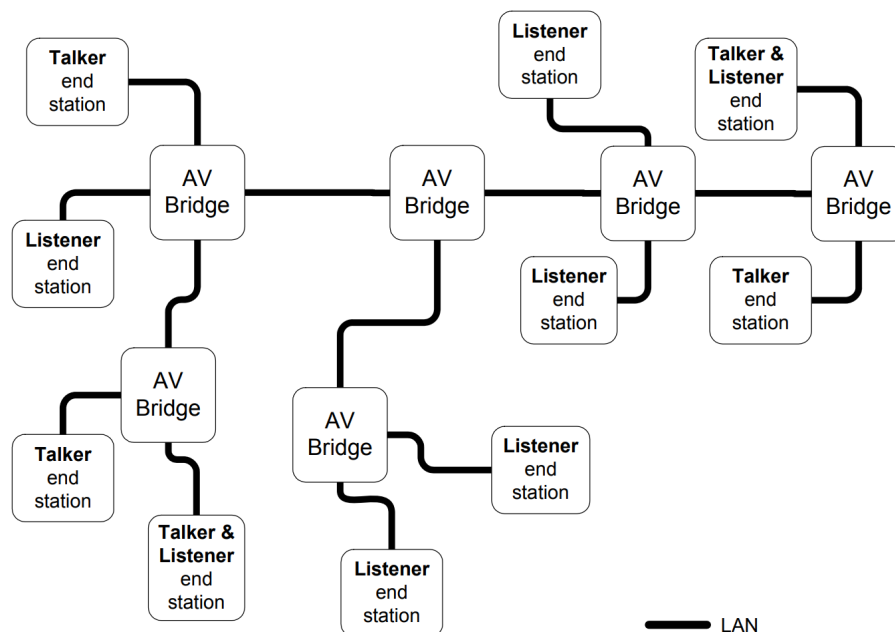 Talker
end
station
Listener
end
station
Talker &
Listener
end
station
AV
Bridge
AV
Bridge
AV
Bridge
AV
Bridge
Listener
end
station
Listener
end
station
Talker
end
station
AV
Bridge
AV
Bridge
Talker
end
station
Listener
end
station
Talker &
Listener
end
station
Listener
end
station
LAN